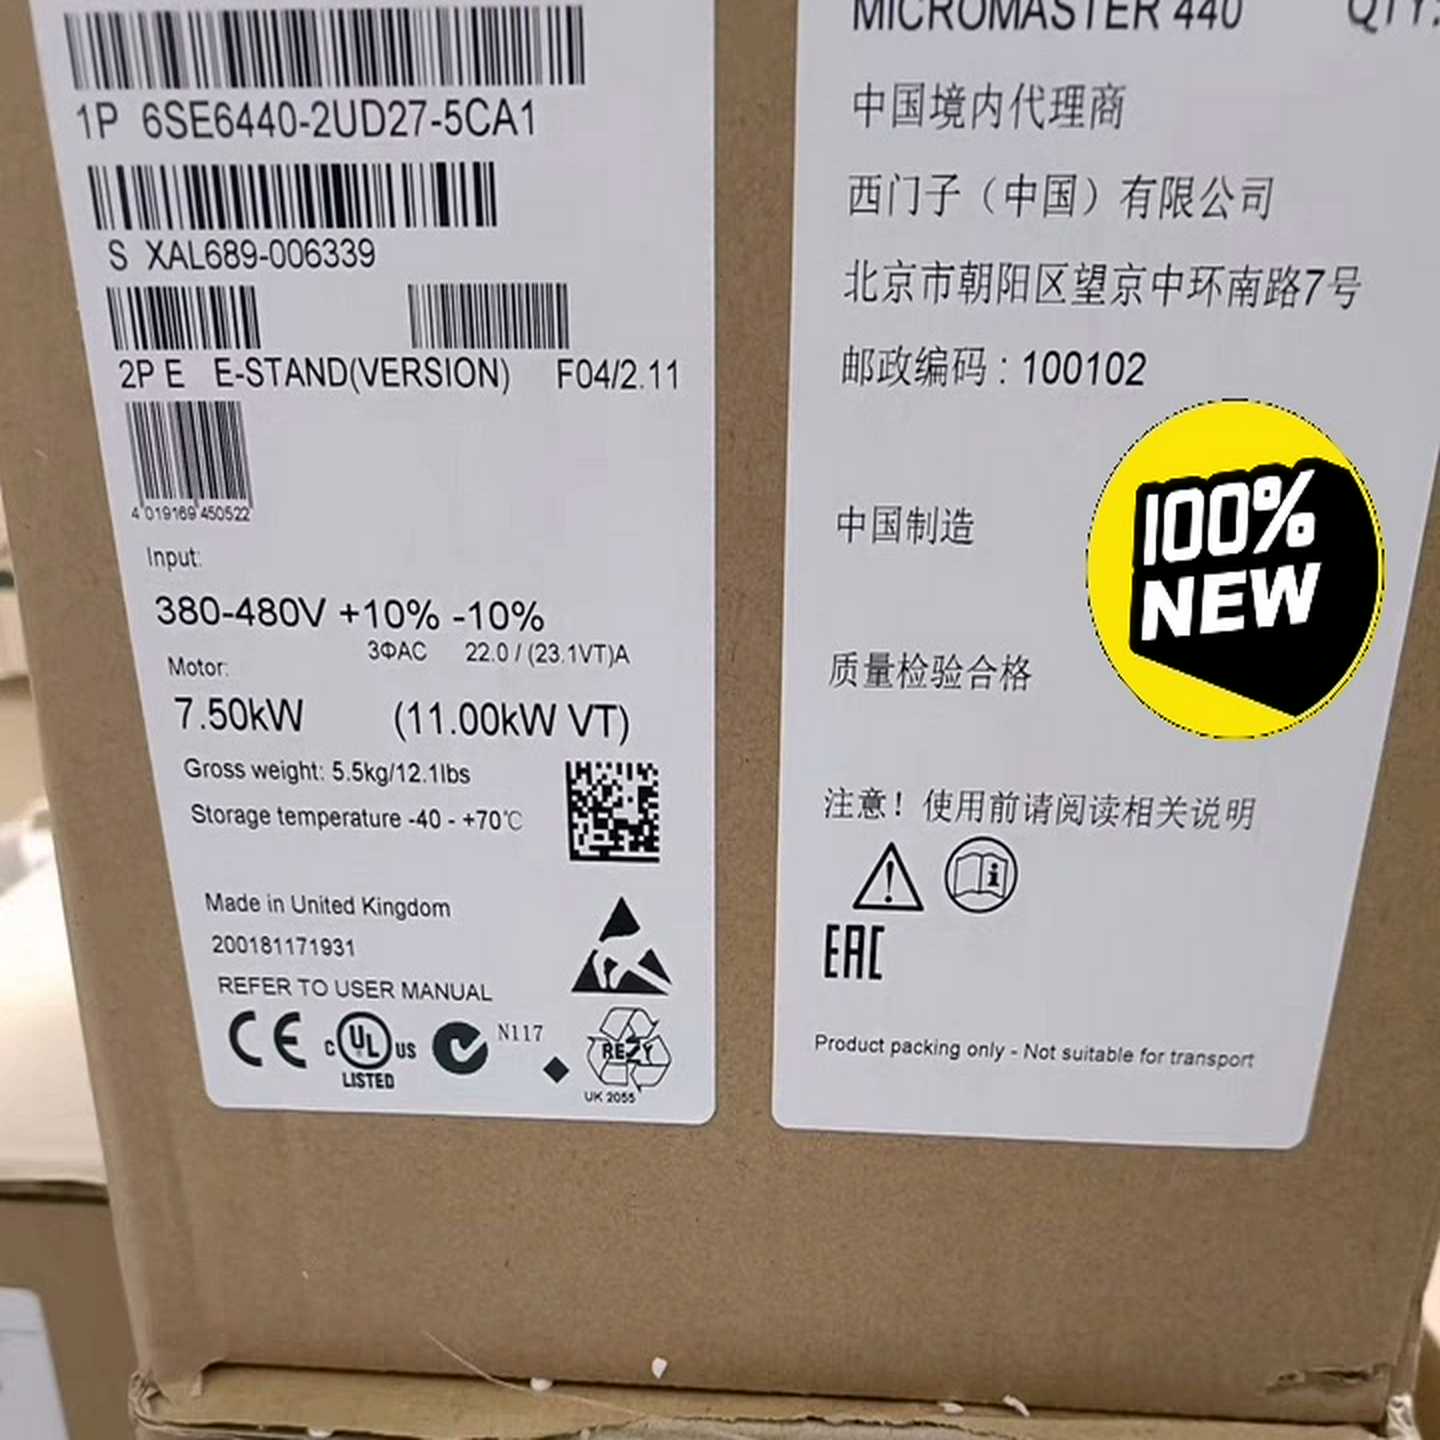 1P 6SE6440-2UD27-5CA1
S XAL689-006339
2P E E-STAND(VERSION) F04/2.11
4 019169 450522
Input:
380-480V +10% -10%
3ΦAC 22.0 / (23.1VT)A
Motor:
7.50kW (11.00kW VT)
Gross weight: 5.5kg/12.1lbs
Storage temperature -40 - +70℃
Made in United Kingdom
200181171931
REFER TO USER MANUAL
CE C UL US LISTED N117
REZY
UK 2055
MICROMASTER 440 QTY:
中国境内代理商
西门子（中国）有限公司
北京市朝阳区望京中环南路7号
邮政编码：100102
中国制造
100% NEW
质量检验合格
注意！使用前请阅读相关说明
EAC
Product packing only - Not suitable for transport